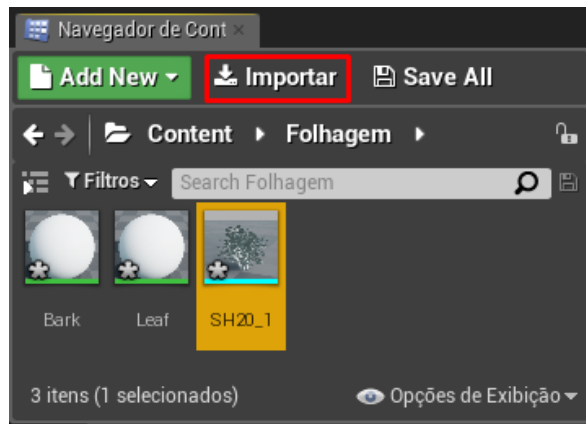 Navegador de Cont
Add New Importar Save All
Content Folhagem
Filtros Search Folhagem
Bark Leaf SH20_1
3 itens (1 selecionados) Opções de Exibição